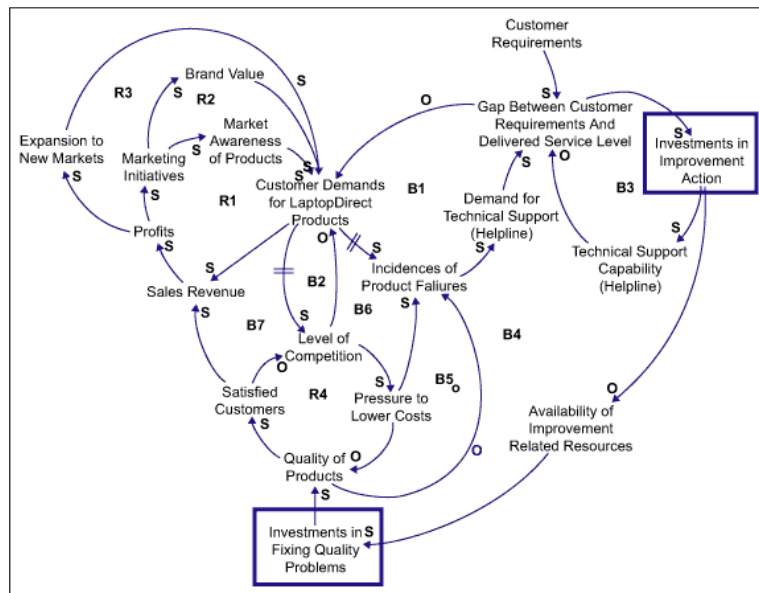 Customer
Requirements
S
R3
Brand Value
S
R2
S
O
S
Gap Between Customer
Requirements And
Delivered Service Level
S
Expansion to
New Markets
S
Marketing
Initiatives
S
S
Market
Awareness
of Products
S
S
Customer Demands
for LaptopDirect
Products
O
R1
B1
S
O
Investments in
Improvement
Action
B3
Demand for
Technical Support
(Helpline)
S
S
Technical Support
Capability
(Helpline)
Profits
S
S
Sales Revenue
S
B2
S
Incidences of
Product Faliures
S
B6
S
B7
Level of
Competition
O
B4
Satisfied
Customers
S
R4
S
Pressure to
Lower Costs
B5
O
O
Availability of
Improvement
Related Resources
Quality of
Products
O
O
S
Investments in
Fixing Quality
Problems
S